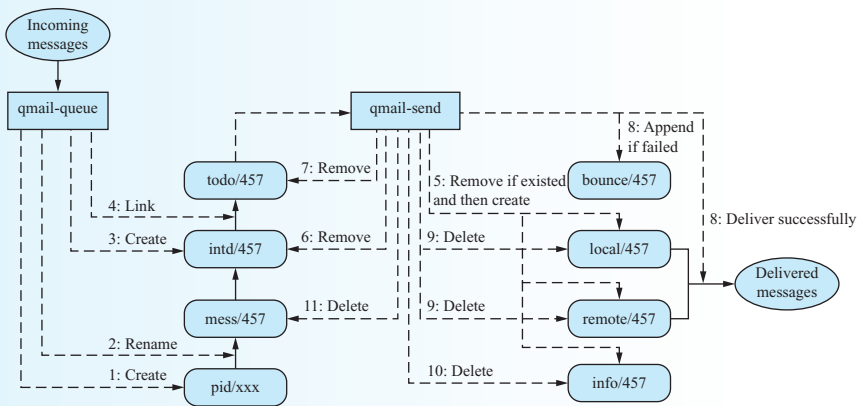 Incoming
messages
qmail-queue
qmail-send
8: Append
if failed
todo/457
7: Remove
5: Remove if existed
and then create
bounce/457
4: Link
8: Deliver successfully
3: Create
intd/457
6: Remove
9: Delete
local/457
Delivered
messages
mess/457
11: Delete
9: Delete
remote/457
2: Rename
1: Create
pid/xxx
10: Delete
info/457